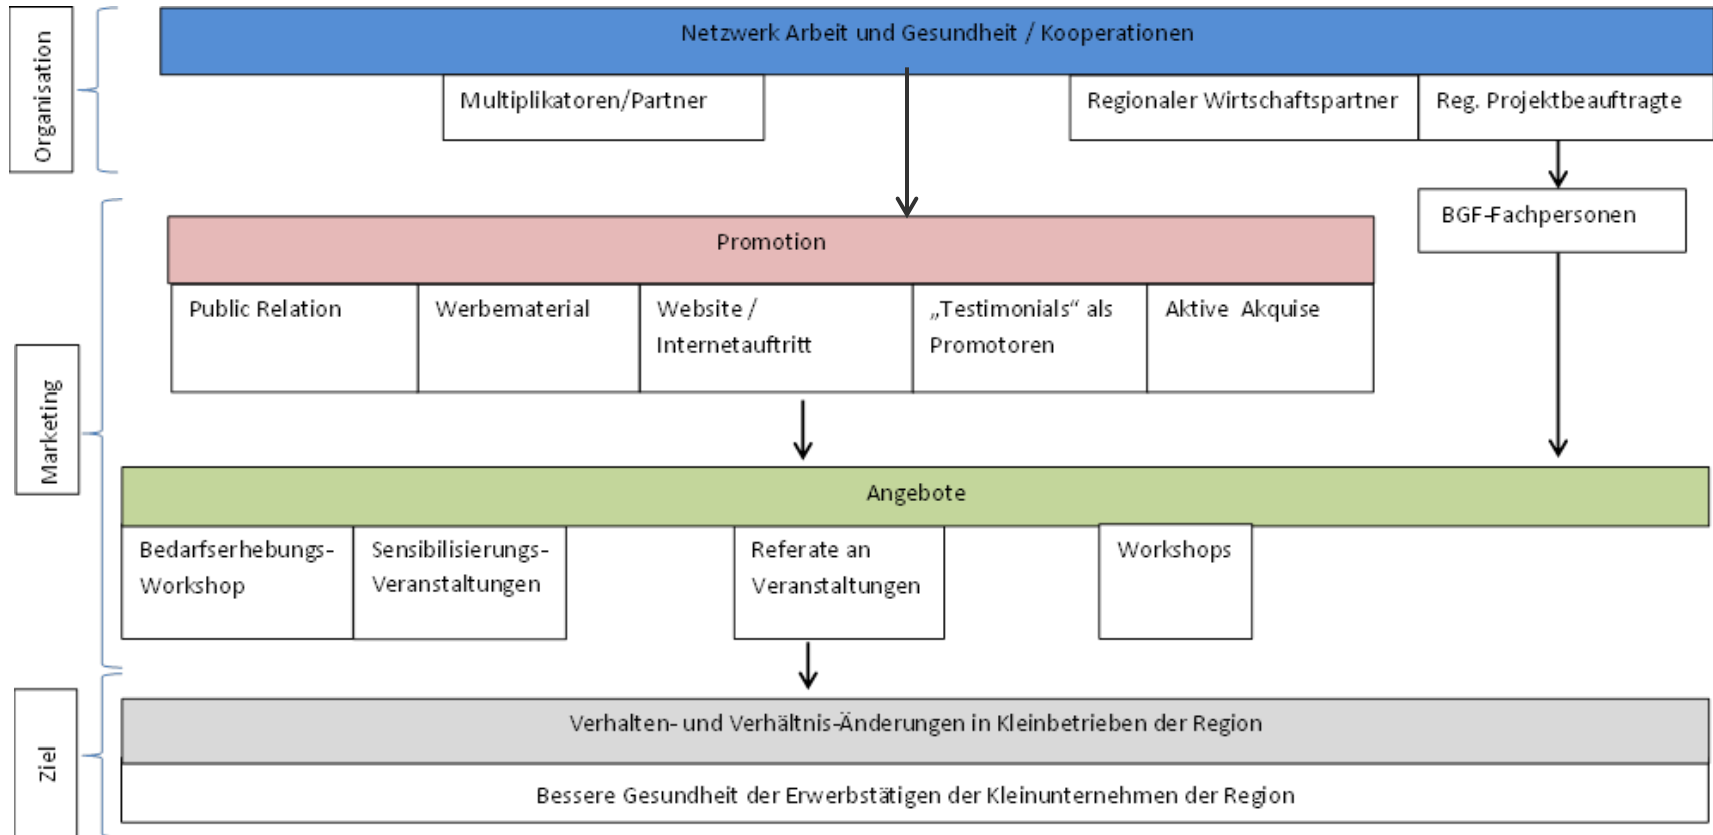 Organisation
Netzwerk Arbeit und Gesundheit / Kooperationen
Multiplikatoren/Partner
Regionaler Wirtschaftspartner
Reg. Projektbeauftragte
BGF-Fachpersonen
Marketing
Promotion
Public Relation
Werbematerial
Website /
Internetauftritt
„Testimonials“ als
Promotoren
Aktive Akquise
Angebote
Bedarfserhebungs-
Workshop
Sensibilisierungs-
Veranstaltungen
Referate an
Veranstaltungen
Workshops
Ziel
Verhalten- und Verhältnis-Änderungen in Kleinbetrieben der Region
Bessere Gesundheit der Erwerbstätigen der Kleinunternehmen der Region